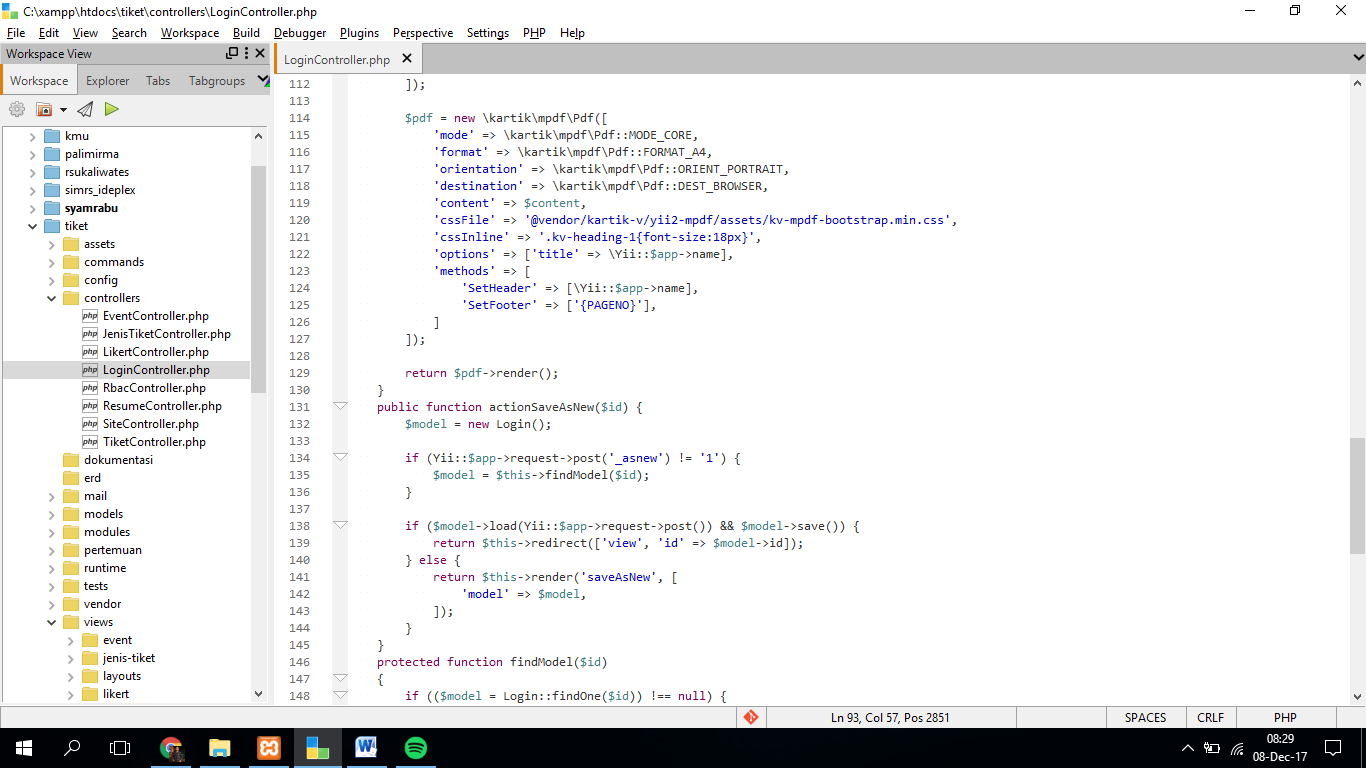 C:\xampp\htdocs\tiket\controllers\LoginController.php
File Edit View Search Workspace Build Debugger Plugins Perspective Settings PHP Help
Workspace View
Workspace Explorer Tabs Tabgroups
kmu
palimirma
rsukaliwates
simrs_ideplex
syamrabu
tiket
assets
commands
config
controllers
php EventController.php
php JenisTiketController.php
php LikertController.php
php LoginController.php
php RbacController.php
php ResumeController.php
php SiteController.php
php TiketController.php
dokumentasi
erd
mail
models
modules
pertemuan
runtime
tests
vendor
views
event
jenis-tiket
layouts
likert
LoginController.php
112 ]);
113
114 $pdf = new \kartik\mpdf\Pdf([
115 'mode' => \kartik\mpdf\Pdf::MODE_CORE,
116 'format' => \kartik\mpdf\Pdf::FORMAT_A4,
117 'orientation' => \kartik\mpdf\Pdf::ORIENT_PORTRAIT,
118 'destination' => \kartik\mpdf\Pdf::DEST_BROWSER,
119 'content' => $content,
120 'cssFile' => '@vendor/kartik-v/yii2-mpdf/assets/kv-mpdf-bootstrap.min.css',
121 'cssInline' => '.kv-heading-1{font-size:18px}',
122 'options' => ['title' => \Yii::$app->name],
123 'methods' => [
124 'SetHeader' => [\Yii::$app->name],
125 'SetFooter' => ['{PAGENO}'],
126 ]
127 ]);
128
129 return $pdf->render();
130 }
131 public function actionSaveAsNew($id) {
132 $model = new Login();
133
134 if (Yii::$app->request->post('_asnew') != '1') {
135 $model = $this->findModel($id);
136 }
137
138 if ($model->load(Yii::$app->request->post()) && $model->save()) {
139 return $this->redirect(['view', 'id' => $model->id]);
140 } else {
141 return $this->render('saveAsNew', [
142 'model' => $model,
143 ]);
144 }
145 }
146 protected function findModel($id)
147 {
148 if (($model = Login::findOne($id)) !== null) {
Ln 93, Col 57, Pos 2851 SPACES CRLF PHP
08:29
08-Dec-17